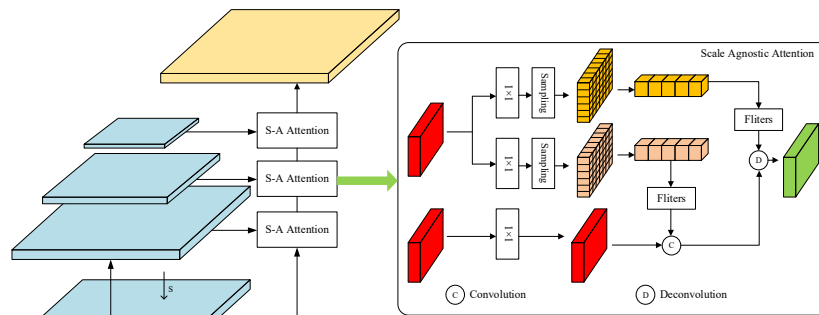 Scale Agnostic Attention
S-A Attention
S-A Attention
S-A Attention
S
1×1
Sampling
1×1
Sampling
1×1
Fliters
Fliters
D
C
C Convolution
D Deconvolution